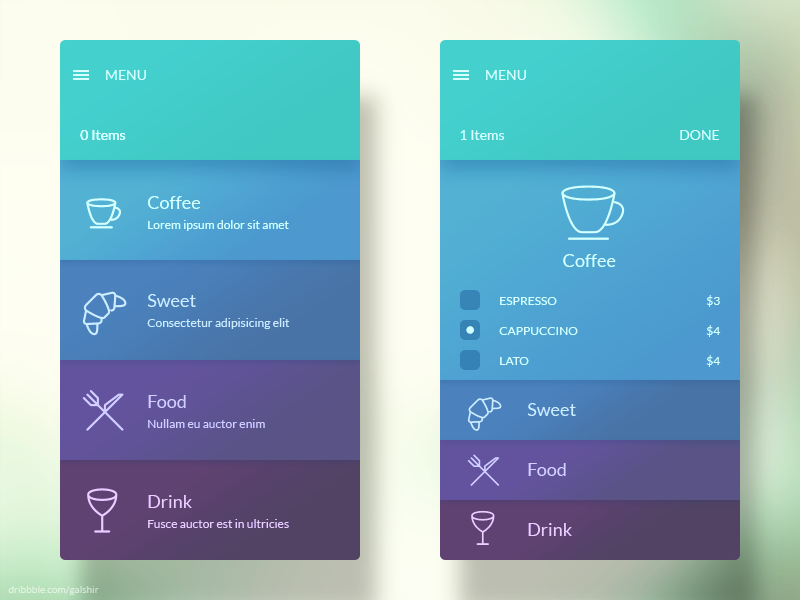 MENU
0 Items
Coffee
Lorem ipsum dolor sit amet
Sweet
Consectetur adipisicing elit
Food
Nullam eu auctor enim
Drink
Fusce auctor est in ultricies
MENU
1 Items DONE
Coffee
ESPRESSO $3
CAPPUCCINO $4
LATO $4
Sweet
Food
Drink
dribbble.com/galshir